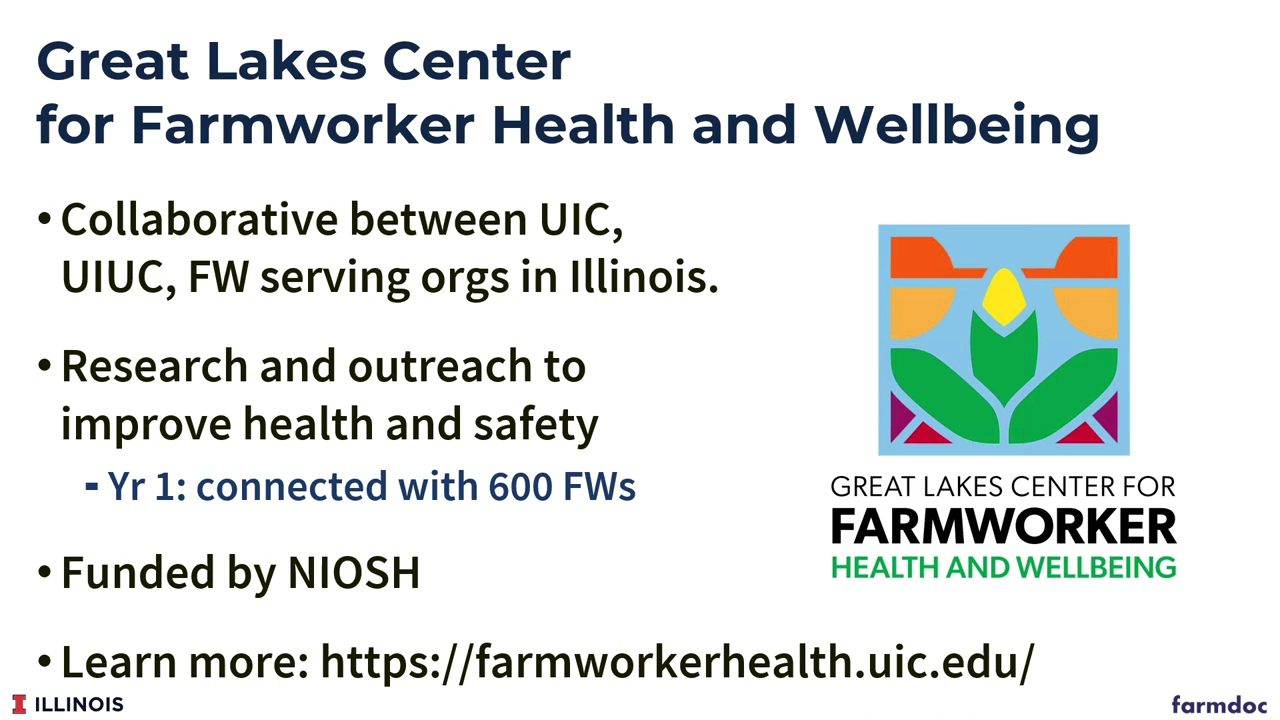 Great Lakes Center
for Farmworker Health and Wellbeing
• Collaborative between UIC,
UIUC, FW serving orgs in Illinois.
• Research and outreach to
improve health and safety
- Yr 1: connected with 600 FWs
• Funded by NIOSH
• Learn more: https://farmworkerhealth.uic.edu/
GREAT LAKES CENTER FOR
FARMWORKER
HEALTH AND WELLBEING
I ILLINOIS
farmdoc